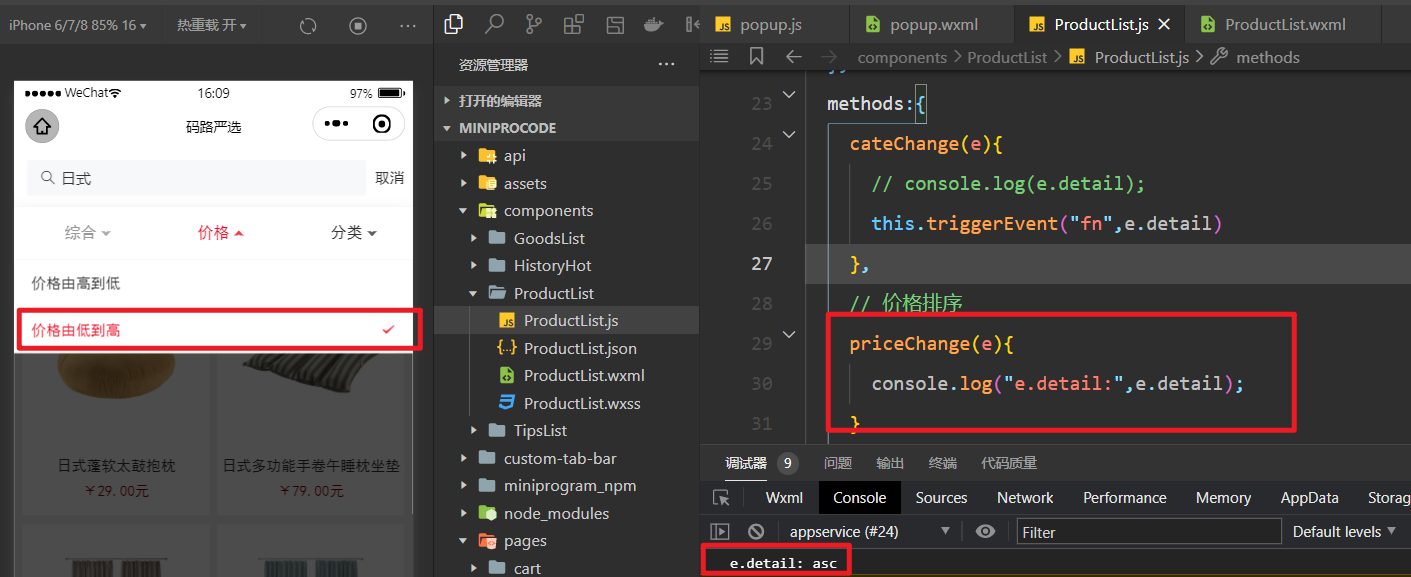 iPhone 6/7/8 85% 16
热重载 开
popup.js
popup.wxml
ProductList.js
ProductList.wxml
资源管理器
components
ProductList
ProductList.js
methods
打开的编辑器
MINIPROCODE
api
assets
components
GoodsList
HistoryHot
ProductList
ProductList.js
ProductList.json
ProductList.wxml
ProductList.wxss
TipsList
custom-tab-bar
miniprogram_npm
node_modules
pages
cart
WeChat
16:09
97%
码路严选
日式
取消
综合
价格
分类
价格由高到低
价格由低到高
日式蓬软太鼓抱枕
￥29.00元
日式多功能手卷午睡枕坐垫
￥79.00元
23 methods:{
24 cateChange(e){
25 // console.log(e.detail);
26 this.triggerEvent("fn",e.detail)
27 },
28 // 价格排序
29 priceChange(e){
30 console.log("e.detail:",e.detail);
31 }
调试器 9
问题
输出
终端
代码质量
Wxml
Console
Sources
Network
Performance
Memory
AppData
Storag
appservice (#24)
Filter
Default levels
e.detail: asc